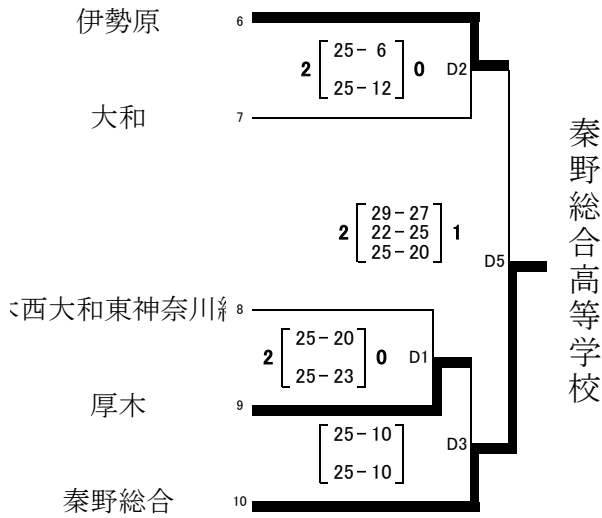 伊勢原 6
2 [ 25- 6 ] 0 D2
25-12
大和 7
秦野総合高等学校
29-27
2 [ 22-25 ] 1
25-20
D5
西大和東神奈川 8
25-20
2 [ ] 0 D1
25-23
厚木 9
25-10
D3
25-10
秦野総合 10